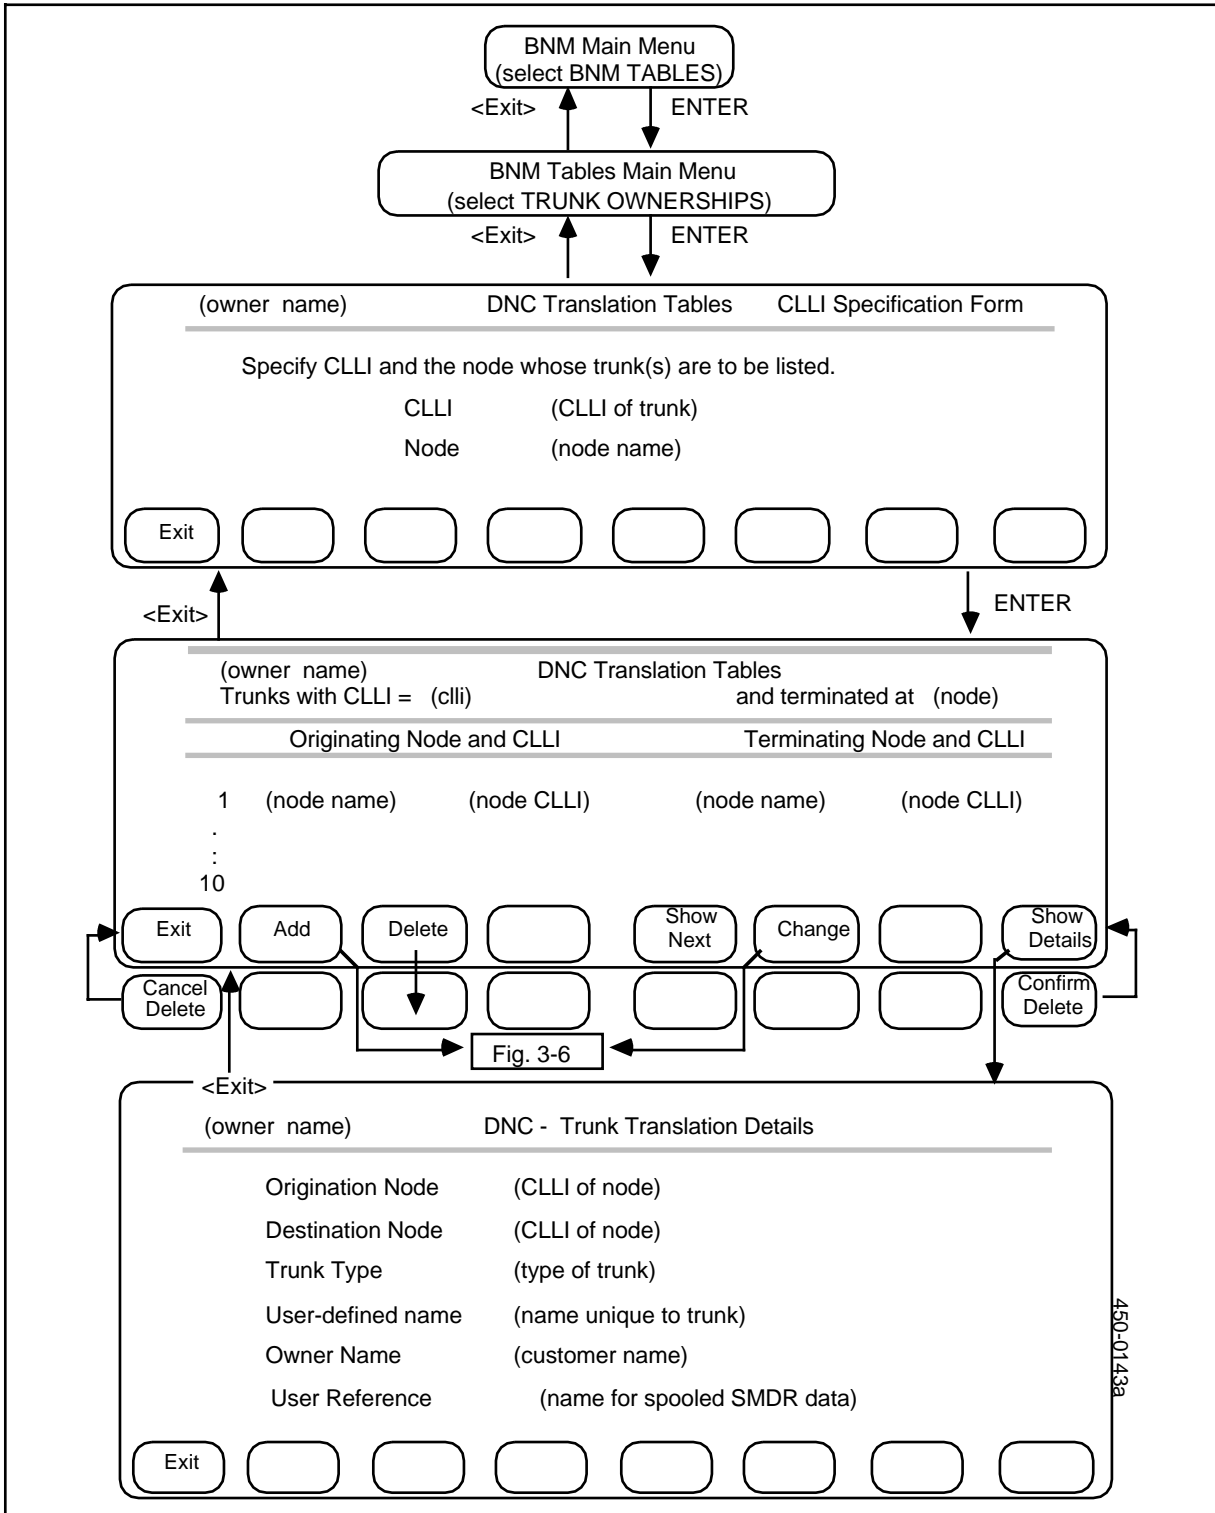 BNM Main Menu
(select BNM TABLES)
<Exit> ENTER
BNM Tables Main Menu
(select TRUNK OWNERSHIPS)
<Exit> ENTER
(owner name) DNC Translation Tables CLLI Specification Form
Specify CLLI and the node whose trunk(s) are to be listed.
CLLI (CLLI of trunk)
Node (node name)
Exit
<Exit> ENTER
(owner name) DNC Translation Tables
Trunks with CLLI = (clli) and terminated at (node)
Originating Node and CLLI Terminating Node and CLLI
1 (node name) (node CLLI) (node name) (node CLLI)
.
:
10
Exit Add Delete Show Next Change Show Details
Cancel Delete Confirm Delete
Fig. 3-6
<Exit>
(owner name) DNC - Trunk Translation Details
Origination Node (CLLI of node)
Destination Node (CLLI of node)
Trunk Type (type of trunk)
User-defined name (name unique to trunk)
Owner Name (customer name)
User Reference (name for spooled SMDR data)
Exit
450-0143a